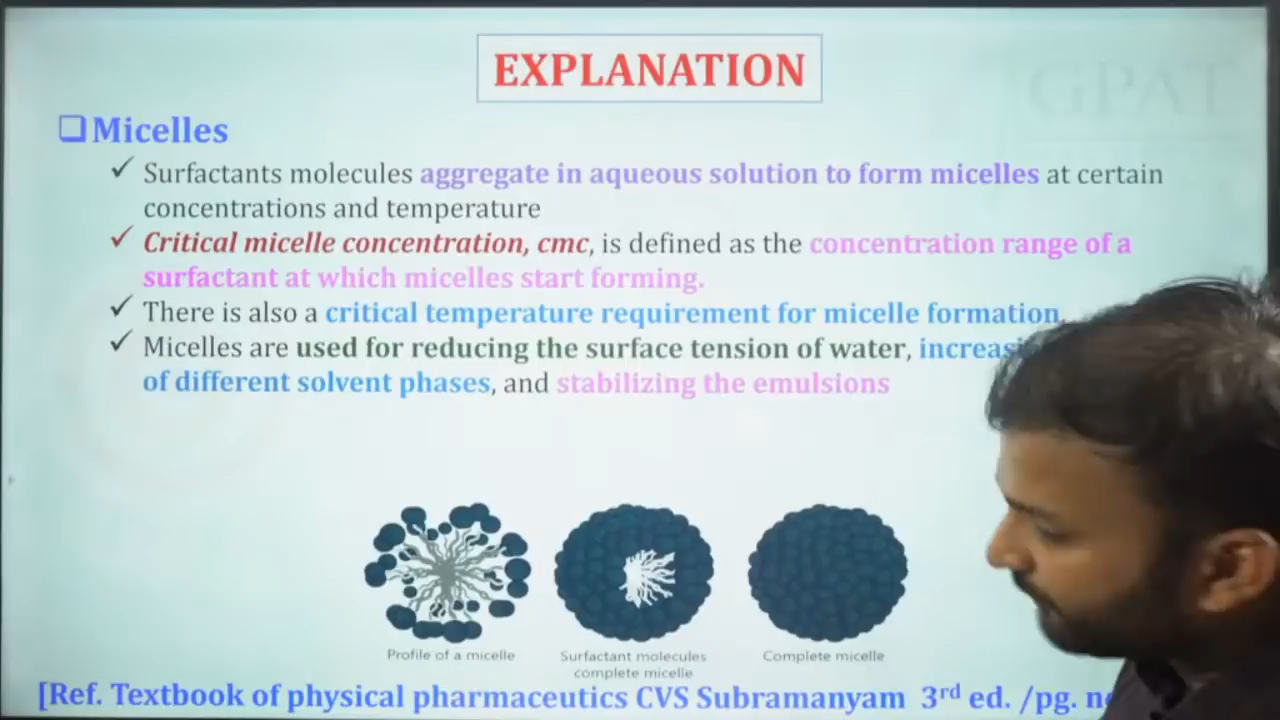 EXPLANATION
GPAT
❑Micelles
✓ Surfactants molecules aggregate in aqueous solution to form micelles at certain
concentrations and temperature
✓ Critical micelle concentration, cmc, is defined as the concentration range of a
surfactant at which micelles start forming.
✓ There is also a critical temperature requirement for micelle formation.
✓ Micelles are used for reducing the surface tension of water,
of different solvent phases, and stabilizing the emulsions
Profile of a micelle
Surfactant molecules
complete micelle
Complete micelle
[Ref. Textbook of physical pharmaceutics CVS Subramanyam 3rd ed. /pg.